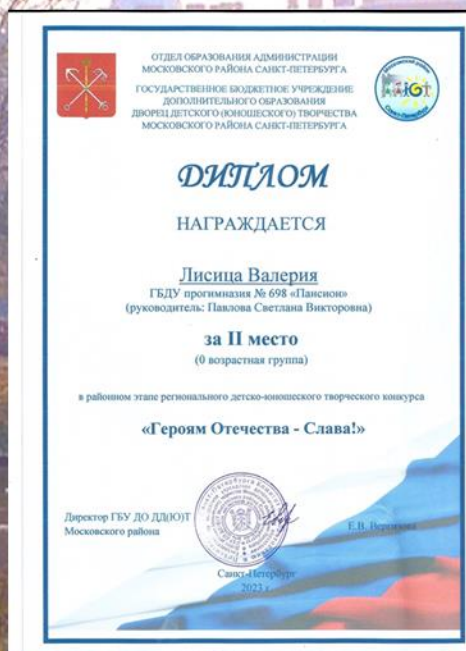 ОТДЕЛ ОБРАЗОВАНИЯ АДМИНИСТРАЦИИ
МОСКОВСКОГО РАЙОНА САНКТ-ПЕТЕРБУРГА
ГОСУДАРСТВЕННОЕ БЮДЖЕТНОЕ УЧРЕЖДЕНИЕ
ДОПОЛНИТЕЛЬНОГО ОБРАЗОВАНИЯ
ДВОРЕЦ ДЕТСКОГО (ЮНОШЕСКОГО) ТВОРЧЕСТВА
МОСКОВСКОГО РАЙОНА САНКТ-ПЕТЕРБУРГА
ДИПЛОМ
НАГРАЖДАЕТСЯ
Лисица Валерия
ГБДУ прогимназия № 698 «Пансион»
(руководитель: Павлова Светлана Викторовна)
за II место
(0 возрастная группа)
в районном этапе регионального детско-юношеского творческого конкурса
«Героям Отечества - Слава!»
Директор ГБУ ДО ДД(Ю)Т
Московского района
Е.В.
Санкт-Петербург
2023 г.